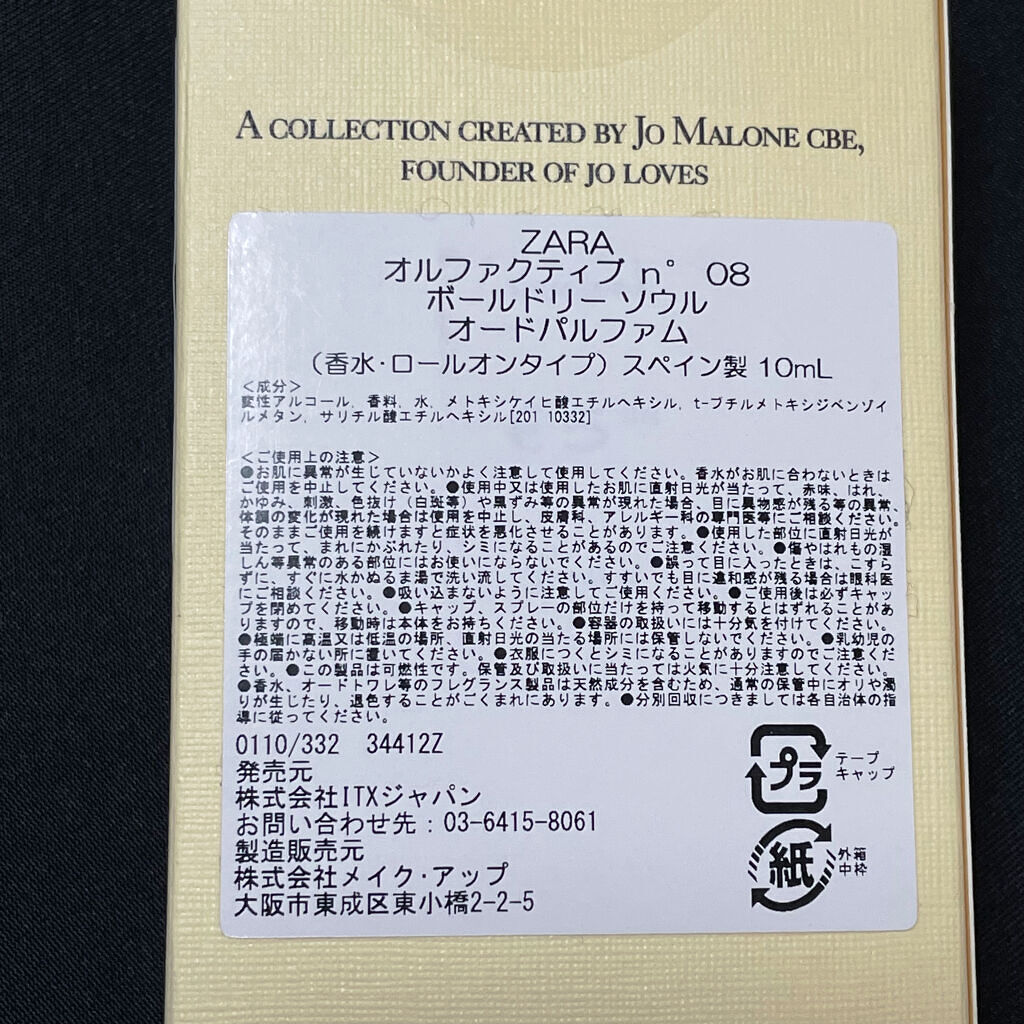 A COLLECTION CREATED BY JO MALONE CBE,
FOUNDER OF JO LOVES
ZARA
オルファクティブ n° 08
ボールドリー ソウル
オードパルファム
(香水･ロールオンタイプ) スペイン製 10mL
<成分>
変性アルコール, 香料, 水, メトキシケイヒ酸エチルヘキシル, t-ブチルメトキシジベンゾイ
ルメタン, サリチル酸エチルヘキシル[201 10332]
<ご使用上の注意>
●お肌に異常が生じていないかよく注意して使用してください。香水がお肌に合わないときは
ご使用を中止してください。●使用中又は使用したお肌に直射日光が当たって、赤味、はれ、
かゆみ、刺激、色抜け（白斑等）や黒ずみ等の異常が現れた場合、目に異物感が残る等の異常、
体調の変化が現れた場合は使用を中止し、皮膚科、アレルギー科の専門医等にご相談ください。
そのままご使用を続けますと症状を悪化させることがあります。●使用した部位に直射日光が
当たって、まれにかぶれたり、シミになることがあるのでご注意ください。●傷やはれもの湿
しん等異常のある部位にはお使いにならないでください。●誤って目に入ったときは、こすら
ずに、すぐに水かぬるま湯で洗い流してください。すすいでも目に違和感が残る場合は眼科医
にご相談ください。●吸い込まないように注意してご使用ください。●ご使用後は必ずキャッ
プを閉めてください。●キャップ、スプレーの部位だけを持って移動するとはずれることがあ
りますので、移動時は本体をお持ちください。●容器の取扱いには十分気を付けてください。
●極端に高温又は低温の場所、直射日光の当たる場所には保管しないでください。●乳幼児の
手の届かない所に置いてください。●衣服につくとシミになることがありますのでご注意くだ
さい。●この製品は可燃性です。保管及び取扱いに当たっては火気に十分注意してください。
●香水、オードトワレ等のフレグランス製品は天然成分を含むため、通常の保管中にオリや濁
りが生じたり、退色することがごくまれにあります。●分別回収につきましては各自治体の指
導に従ってください。
0110/332 34412Z
発売元
株式会社ITXジャパン
お問い合わせ先：03-6415-8061
製造販売元
株式会社メイク･アップ
大阪市東成区東小橋2-2-5
プラ
テープ
キャップ
紙
外箱
中枠